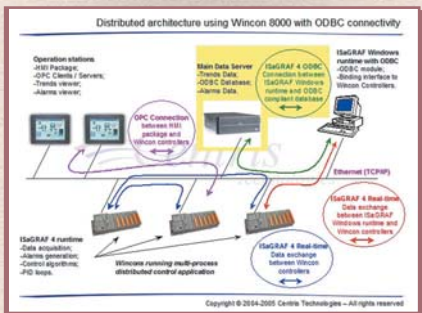 Distributed architecture using Wincon 8000 with ODBC connectivity
Operation stations
-HMI Package;
-OPC Clients / Servers;
-Trends viewer;
-Alarms viewer.
Main Data Server
-Trends Data;
-ODBC Database;
-Alarms Data.
ISaGRAF 4 ODBC
Connection between
ISaGRAF Windows
runtime and ODBC
compliant database
ISaGRAF Windows
runtime with ODBC
-ODBC module;
-Binding interface to
Wincon Controllers.
OPC Connection
between HMI
package and
Wincon controllers
Ethernet (TCP/IP)
ISaGRAF 4 runtime
-Data acquisition;
-Alarms generation;
-Control algorithms;
-PID loops.
Wincons running multi-process
distributed control application
ISaGRAF 4 Real-time
Data exchange
between Wincon
controllers
ISaGRAF 4 Real-time
Data exchange
between ISaGRAF
Windows runtime and
Wincon controllers
Copyright © 2004-2005 Centris Technologies – All rights reserved